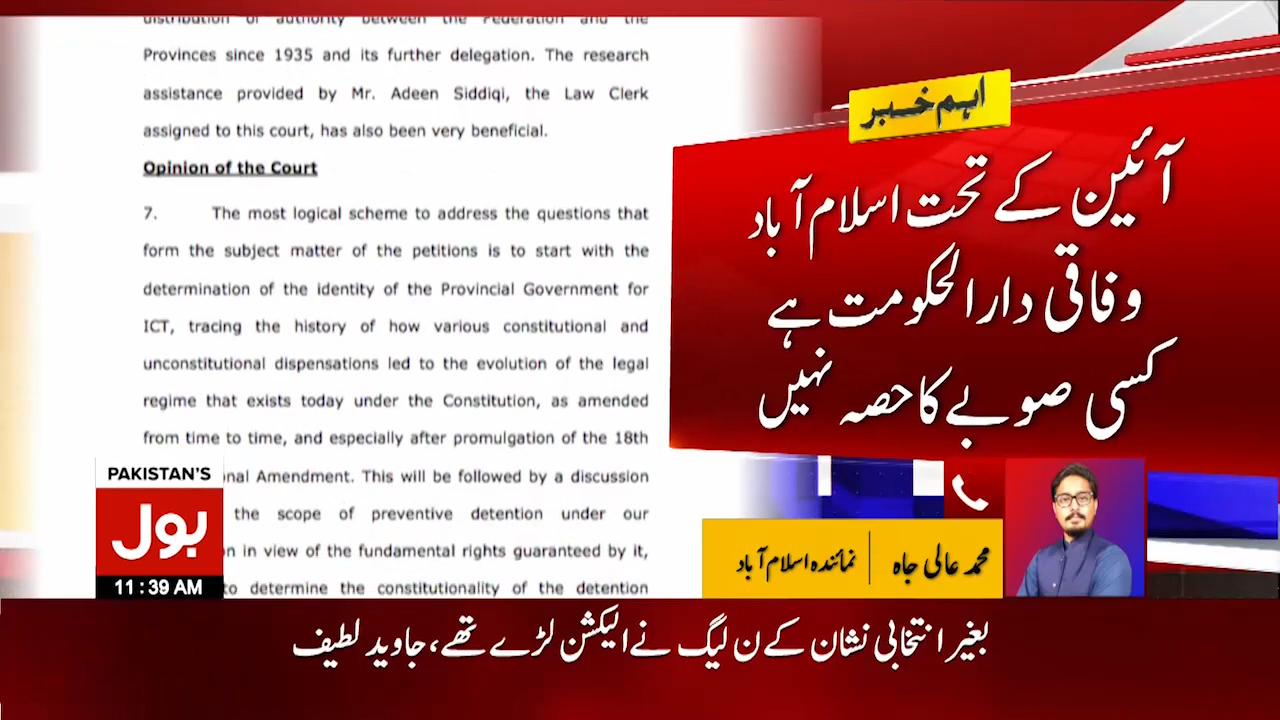 distribution of authority between the Federation and the
Provinces since 1935 and its further delegation. The research
assistance provided by Mr. Adeen Siddiqi, the Law Clerk
assigned to this court, has also been very beneficial.
Opinion of the Court
7. The most logical scheme to address the questions that
form the subject matter of the petitions is to start with the
determination of the identity of the Provincial Government for
ICT, tracing the history of how various constitutional and
unconstitutional dispensations led to the evolution of the legal
regime that exists today under the Constitution, as amended
from time to time, and especially after promulgation of the 18th
nal Amendment. This will be followed by a discussion
the scope of preventive detention under our
n in view of the fundamental rights guaranteed by it,
to determine the constitutionality of the detention
اہم خبر
آئین کے تحت اسلام آباد
وفاقی دارالحکومت ہے
کسی صوبے کا حصہ نہیں
محمد عالی جاہ
نمائندہ اسلام آباد
PAKISTAN'S
بول
11:39 AM
بغیر انتخابی نشان کے ن لیگ نے الیکشن لڑے تھے، جاوید لطیف